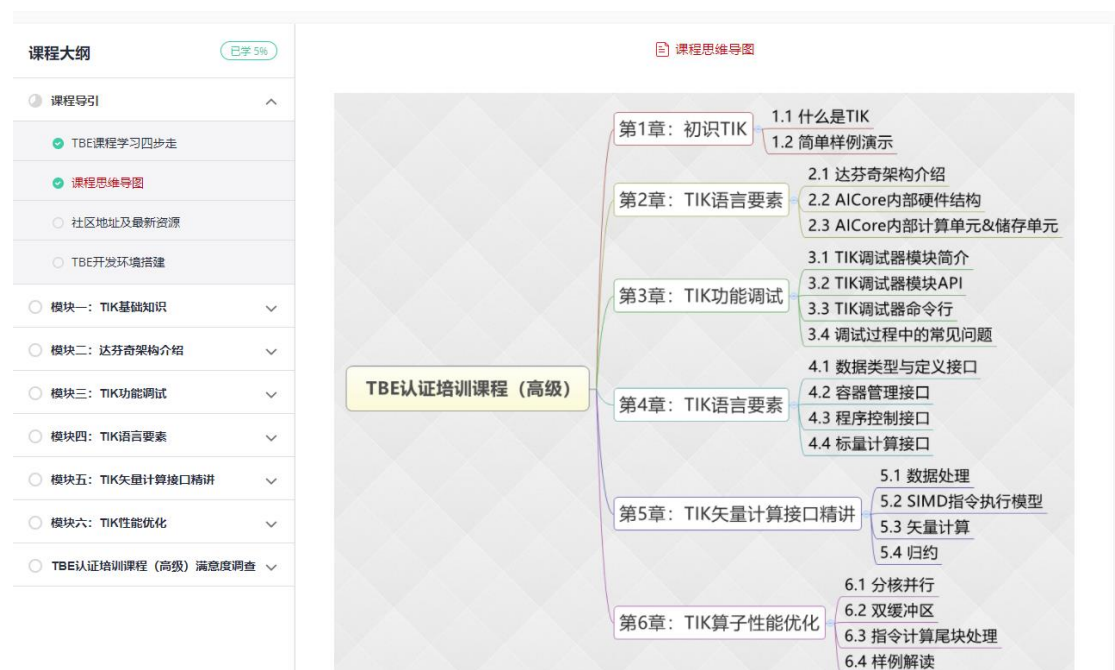 课程大纲
已学 5%
课程导引
TBE课程学习四步走
课程思维导图
社区地址及最新资源
TBE开发环境搭建
模块一：TIK基础知识
模块二：达芬奇架构介绍
模块三：TIK功能调试
模块四：TIK语言要素
模块五：TIK矢量计算接口精讲
模块六：TIK性能优化
TBE认证培训课程（高级）满意度调查
课程思维导图
TBE认证培训课程（高级）
第1章：初识TIK
1.1 什么是TIK
1.2 简单样例演示
第2章：TIK语言要素
2.1 达芬奇架构介绍
2.2 AICore内部硬件结构
2.3 AICore内部计算单元&储存单元
第3章：TIK功能调试
3.1 TIK调试器模块简介
3.2 TIK调试器模块API
3.3 TIK调试器命令行
3.4 调试过程中的常见问题
第4章：TIK语言要素
4.1 数据类型与定义接口
4.2 容器管理接口
4.3 程序控制接口
4.4 标量计算接口
第5章：TIK矢量计算接口精讲
5.1 数据处理
5.2 SIMD指令执行模型
5.3 矢量计算
5.4 归约
第6章：TIK算子性能优化
6.1 分核并行
6.2 双缓冲区
6.3 指令计算尾块处理
6.4 样例解读